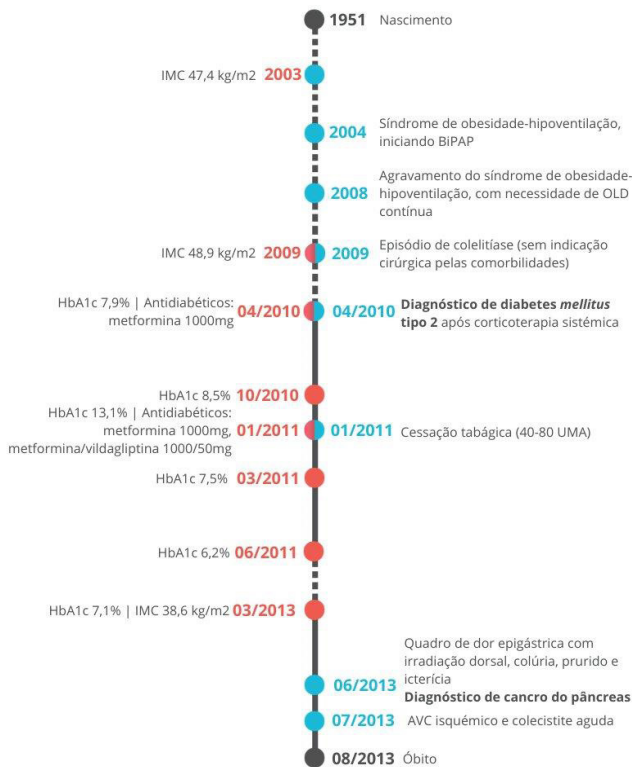 1951 Nascimento
IMC 47,4 kg/m2 2003
2004 Síndrome de obesidade-hipoventilação,
iniciando BiPAP
2008 Agravamento do síndrome de obesidade-
hipoventilação, com necessidade de OLD
contínua
IMC 48,9 kg/m2 2009
2009 Episódio de colelitíase (sem indicação
cirúrgica pelas comorbilidades)
HbA1c 7,9% | Antidiabéticos:
metformina 1000mg
04/2010
04/2010 Diagnóstico de diabetes mellitus
tipo 2 após corticoterapia sistémica
HbA1c 8,5% 10/2010
HbA1c 13,1% | Antidiabéticos:
metformina 1000mg,
metformina/vildagliptina 1000/50mg
01/2011
01/2011 Cessação tabágica (40-80 UMA)
HbA1c 7,5% 03/2011
HbA1c 6,2% 06/2011
HbA1c 7,1% | IMC 38,6 kg/m2 03/2013
06/2013
Quadro de dor epigástrica com
irradiação dorsal, colúria, prurido e
icterícia
Diagnóstico de cancro do pâncreas
07/2013 AVC isquémico e colecistite aguda
08/2013 Óbito